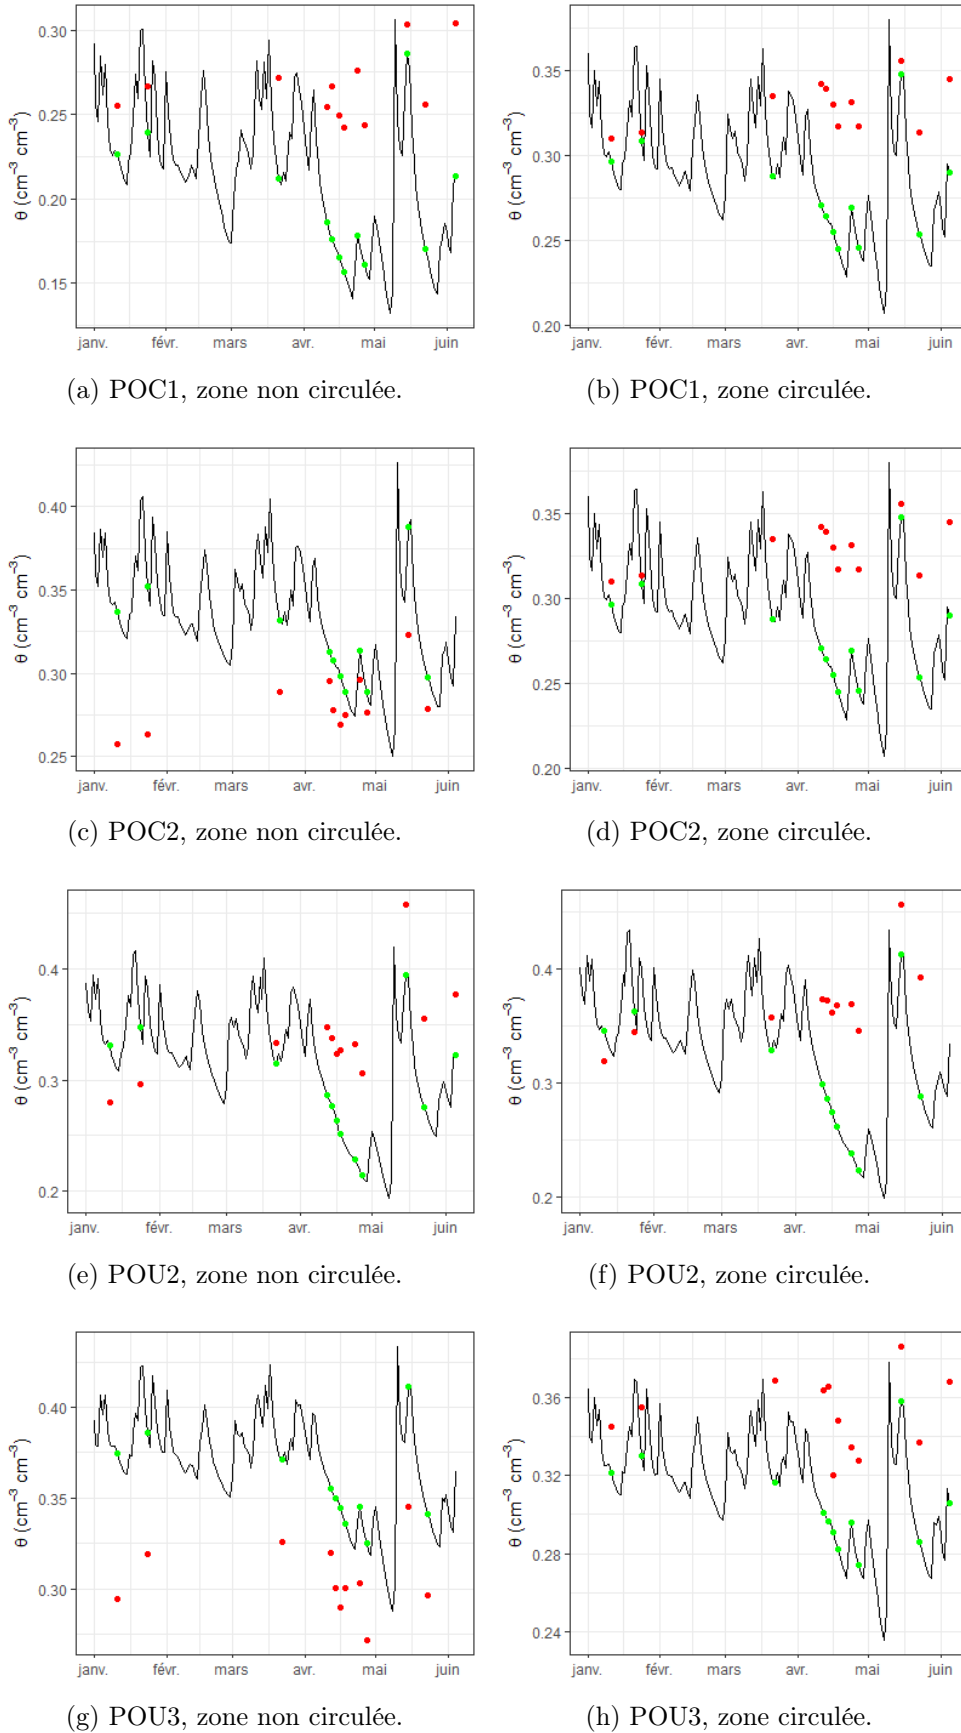 0.30
0.25
0.20
0.15
θ (cm⁻³ cm⁻³)
janv. févr. mars avr. mai juin
(a) POC1, zone non circulée.
0.35
0.30
0.25
0.20
θ (cm⁻³ cm⁻³)
janv. févr. mars avr. mai juin
(b) POC1, zone circulée.
0.40
0.35
0.30
0.25
θ (cm⁻³ cm⁻³)
janv. févr. mars avr. mai juin
(c) POC2, zone non circulée.
0.35
0.30
0.25
0.20
θ (cm⁻³ cm⁻³)
janv. févr. mars avr. mai juin
(d) POC2, zone circulée.
0.4
0.3
0.2
θ (cm⁻³ cm⁻³)
janv. févr. mars avr. mai juin
(e) POU2, zone non circulée.
0.4
0.3
0.2
θ (cm⁻³ cm⁻³)
janv. févr. mars avr. mai juin
(f) POU2, zone circulée.
0.40
0.35
0.30
θ (cm⁻³ cm⁻³)
janv. févr. mars avr. mai juin
(g) POU3, zone non circulée.
0.36
0.32
0.28
0.24
θ (cm⁻³ cm⁻³)
janv. févr. mars avr. mai juin
(h) POU3, zone circulée.